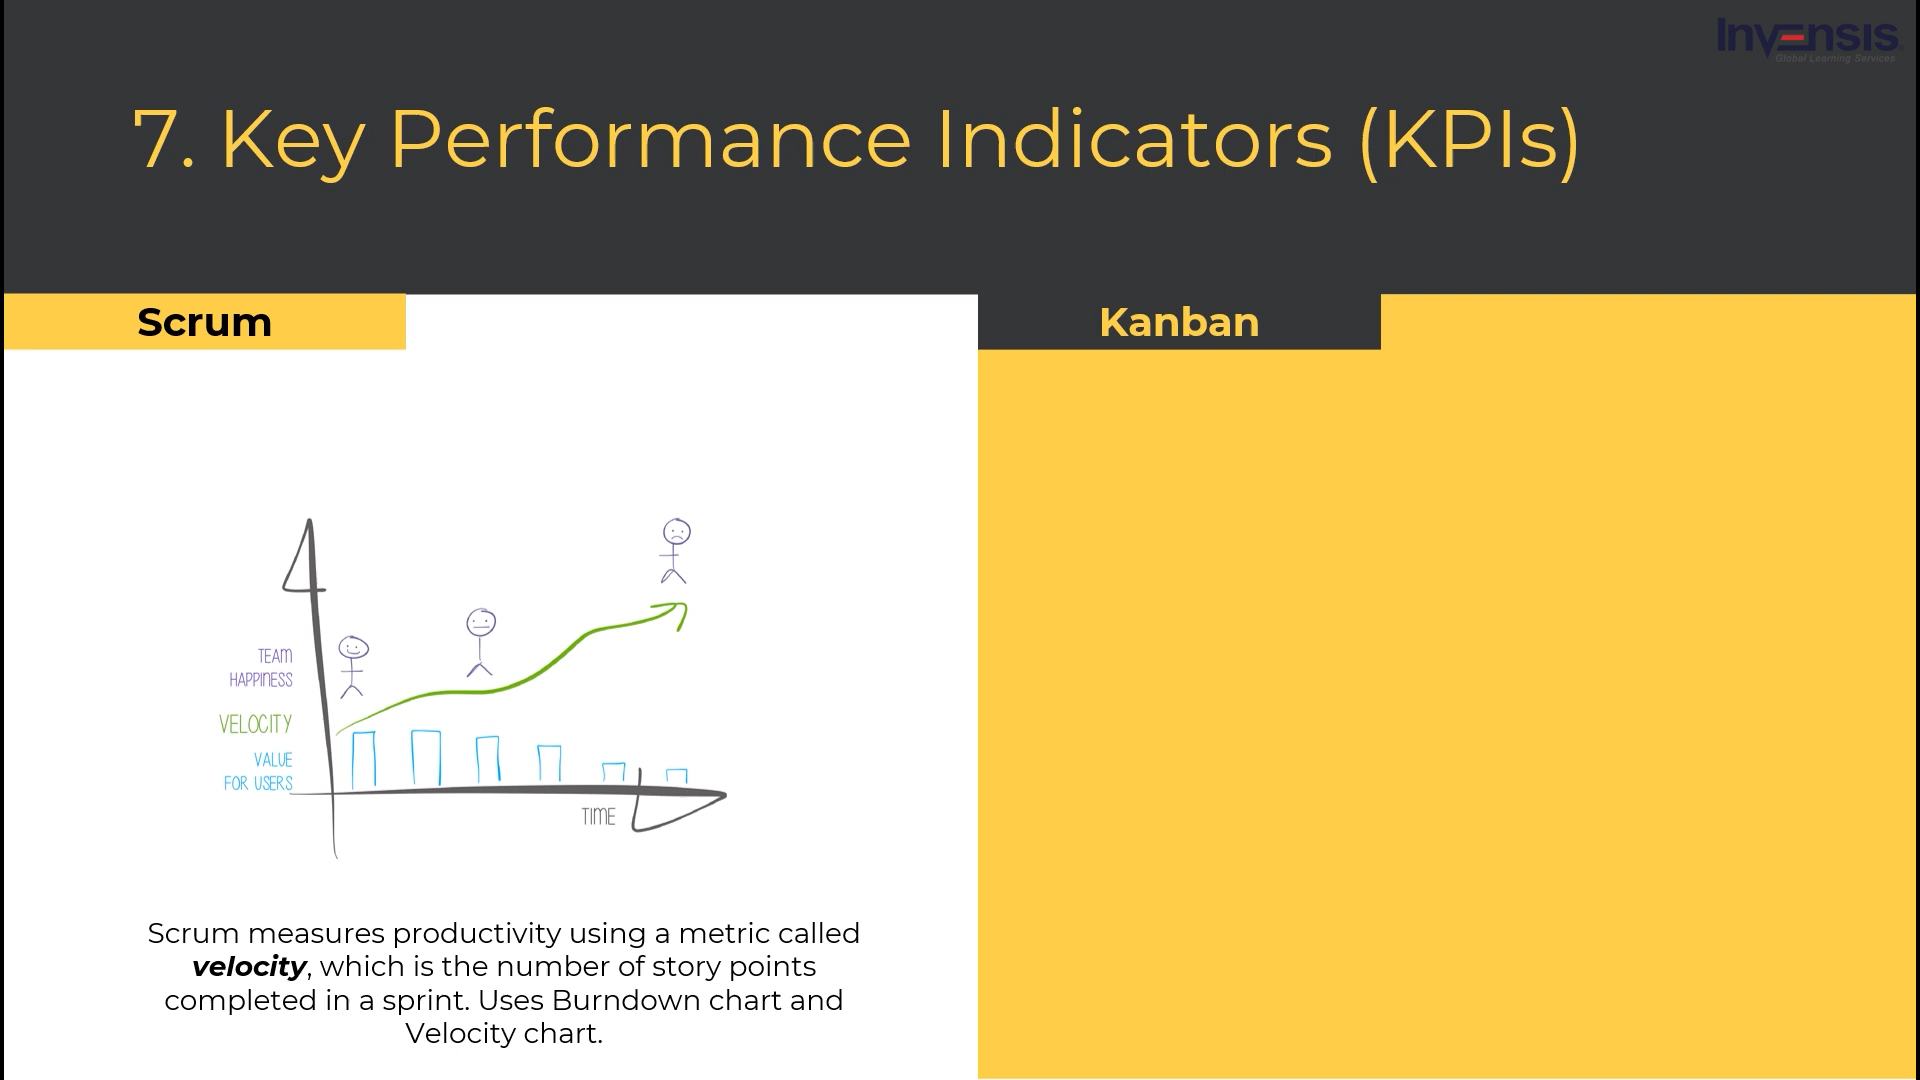 Invensis
Global Learning Services
7. Key Performance Indicators (KPIs)
Scrum
Kanban
TEAM
HAPPINESS
VELOCITY
VALUE
FOR USERS
TIME
Scrum measures productivity using a metric called
velocity, which is the number of story points
completed in a sprint. Uses Burndown chart and
Velocity chart.